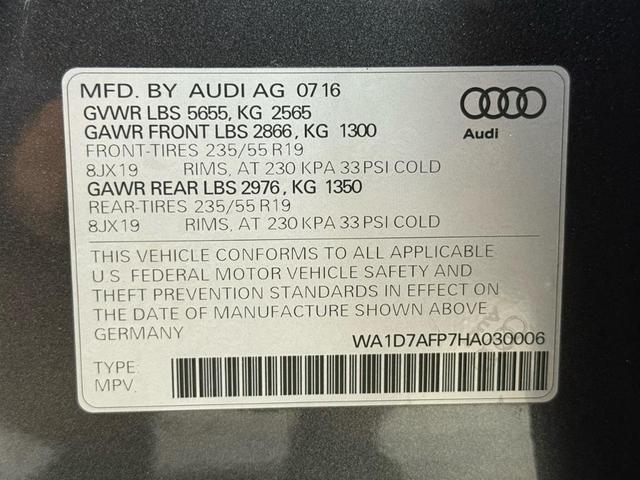 MFD. BY AUDI AG 0716
GVWR LBS 5655, KG 2565
GAWR FRONT LBS 2866, KG 1300
FRONT-TIRES 235/55 R19
8JX19 RIMS, AT 230 KPA 33 PSI COLD
GAWR REAR LBS 2976, KG 1350
REAR-TIRES 235/55 R19
8JX19 RIMS, AT 230 KPA 33 PSI COLD
Audi
THIS VEHICLE CONFORMS TO ALL APPLICABLE
U.S. FEDERAL MOTOR VEHICLE SAFETY AND
THEFT PREVENTION STANDARDS IN EFFECT ON
THE DATE OF MANUFACTURE SHOWN ABOVE
GERMANY
WA1D7AFP7HA030006
TYPE:
MPV.